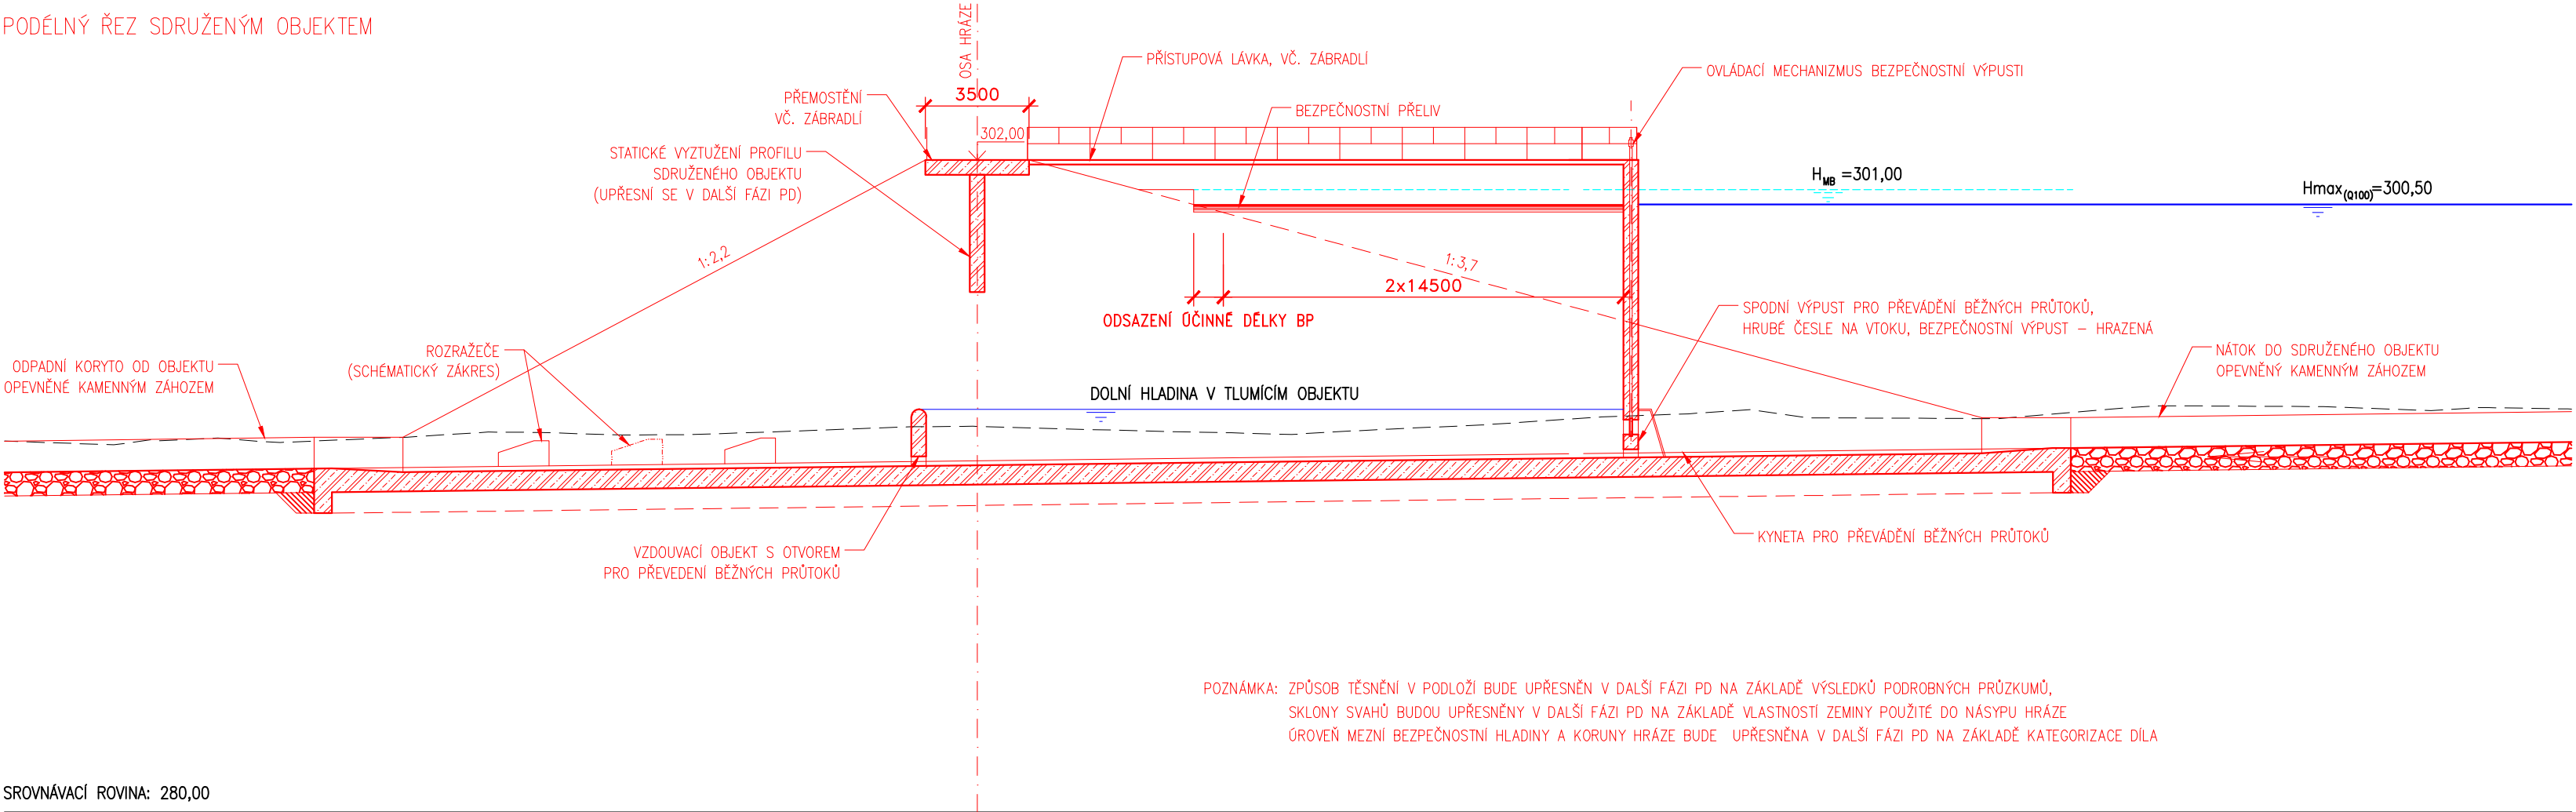 PODÉLNÝ ŘEZ SDRUŽENÝM OBJEKTEM
OSA HRÁZE
PŘÍSTUPOVÁ LÁVKA, VČ. ZÁBRADLÍ
OVLÁDACÍ MECHANIZMUS BEZPEČNOSTNÍ VÝPUSTI
PŘEMOSTĚNÍ
VČ. ZÁBRADLÍ
3500
BEZPEČNOSTNÍ PŘELIV
302,00
STATICKÉ VYZTUŽENÍ PROFILU
SDRUŽENÉHO OBJEKTU
(UPŘESNÍ SE V DALŠÍ FÁZI PD)
HMB =301,00
Hmax(Q100)=300,50
1:2,2
1:3,7
2x14500
ODSAZENÍ ÚČINNÉ DÉLKY BP
SPODNÍ VÝPUST PRO PŘEVÁDĚNÍ BĚŽNÝCH PRŮTOKŮ,
HRUBÉ ČESLE NA VTOKU, BEZPEČNOSTNÍ VÝPUST – HRAZENÁ
ODPADNÍ KORYTO OD OBJEKTU
OPEVNĚNÉ KAMENNÝM ZÁHOZEM
ROZRAŽEČE
(SCHÉMATICKÝ ZÁKRES)
NÁTOK DO SDRUŽENÉHO OBJEKTU
OPEVNĚNÝ KAMENNÝM ZÁHOZEM
DOLNÍ HLADINA V TLUMÍCÍM OBJEKTU
VZDOUVACÍ OBJEKT S OTVOREM
PRO PŘEVEDENÍ BĚŽNÝCH PRŮTOKŮ
KYNETA PRO PŘEVÁDĚNÍ BĚŽNÝCH PRŮTOKŮ
POZNÁMKA: ZPŮSOB TĚSNĚNÍ V PODLOŽÍ BUDE UPŘESNĚN V DALŠÍ FÁZI PD NA ZÁKLADĚ VÝSLEDKŮ PODROBNÝCH PRŮZKUMŮ,
SKLONY SVAHŮ BUDOU UPŘESNĚNY V DALŠÍ FÁZI PD NA ZÁKLADĚ VLASTNOSTÍ ZEMINY POUŽITÉ DO NÁSYPU HRÁZE
ÚROVEŇ MEZNÍ BEZPEČNOSTNÍ HLADINY A KORUNY HRÁZE BUDE UPŘESNĚNA V DALŠÍ FÁZI PD NA ZÁKLADĚ KATEGORIZACE DÍLA
SROVNÁVACÍ ROVINA: 280,00